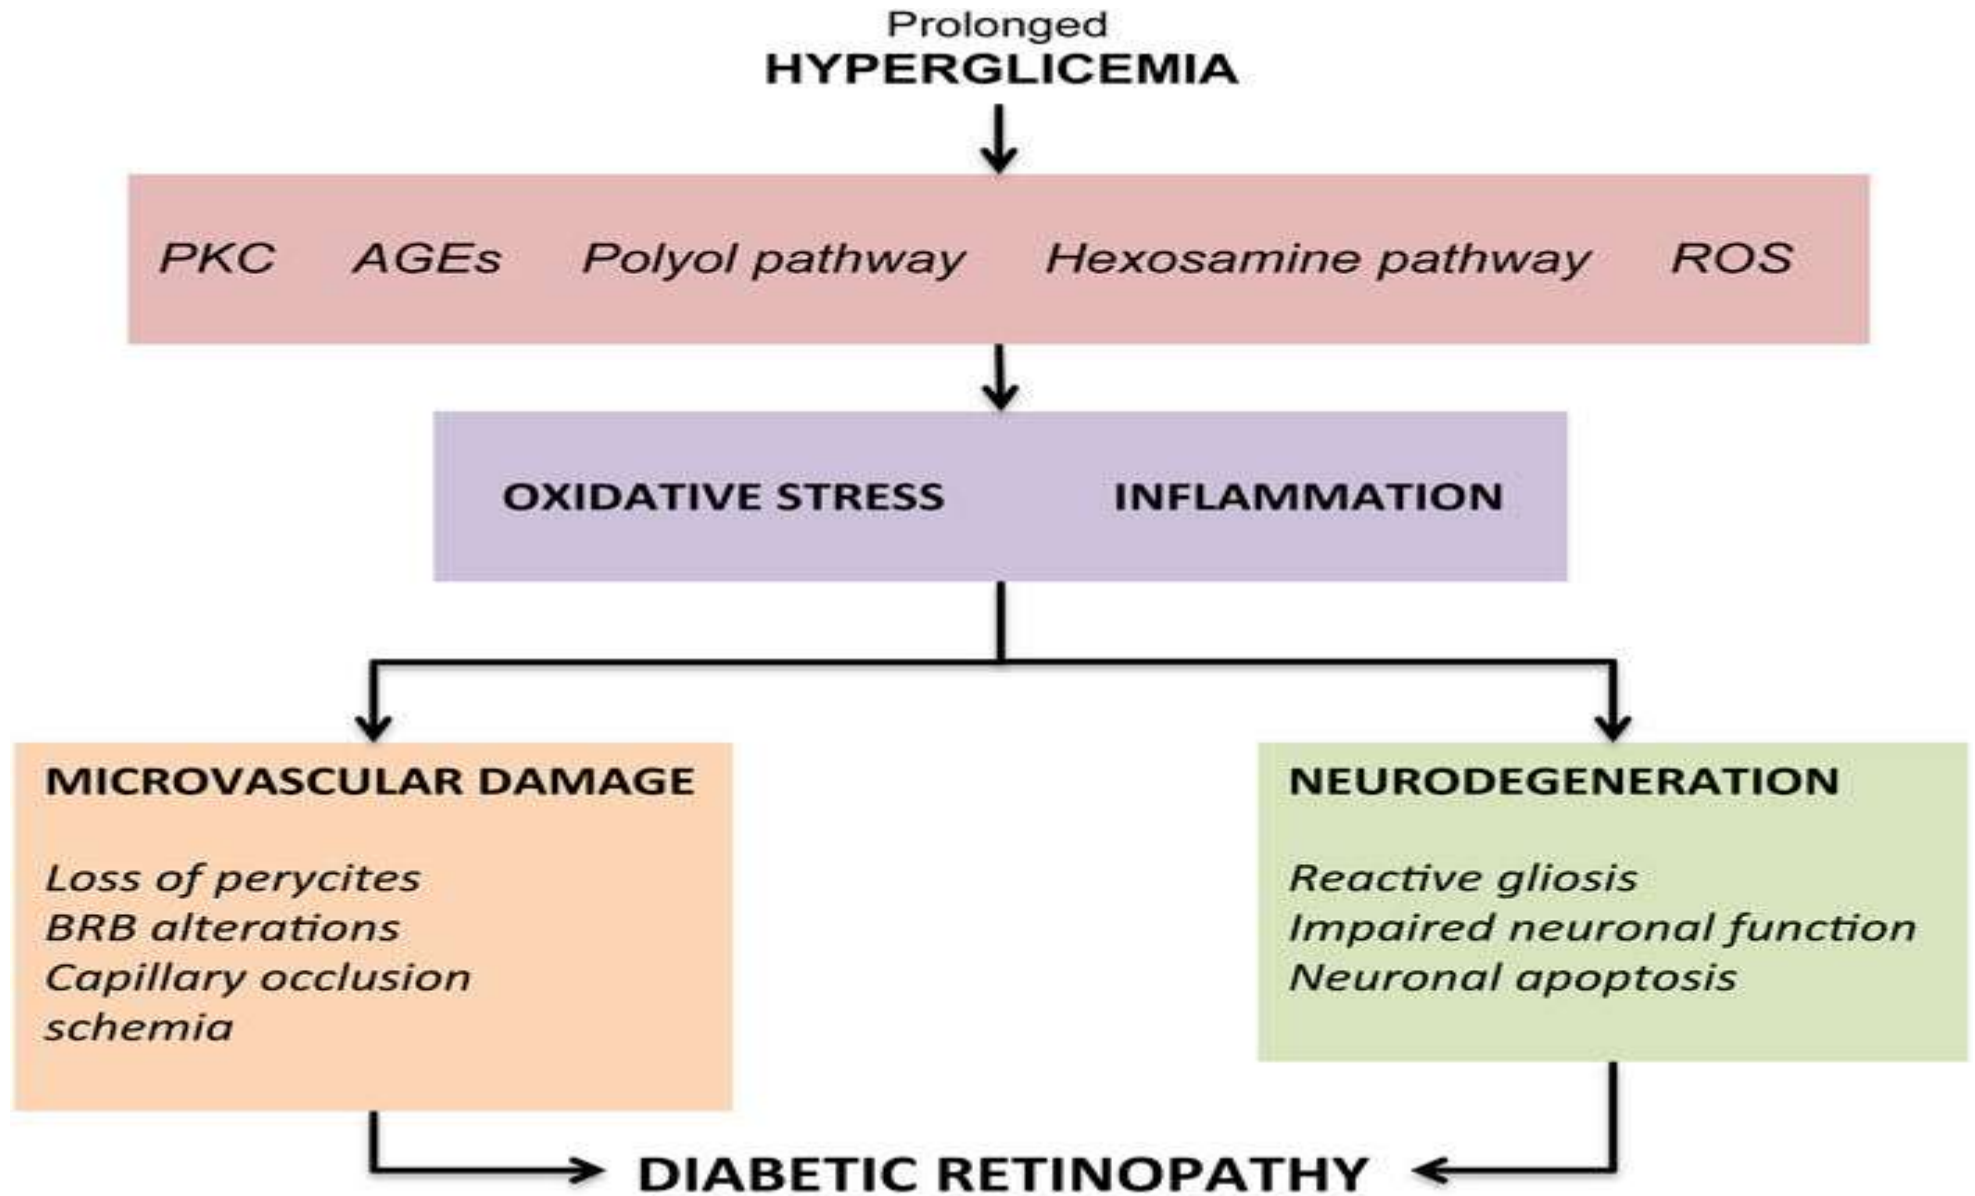 Prolonged
HYPERGLICEMIA
PKC AGEs Polyol pathway Hexosamine pathway ROS
OXIDATIVE STRESS INFLAMMATION
MICROVASCULAR DAMAGE
Loss of perycites
BRB alterations
Capillary occlusion
schemia
NEURODEGENERATION
Reactive gliosis
Impaired neuronal function
Neuronal apoptosis
DIABETIC RETINOPATHY